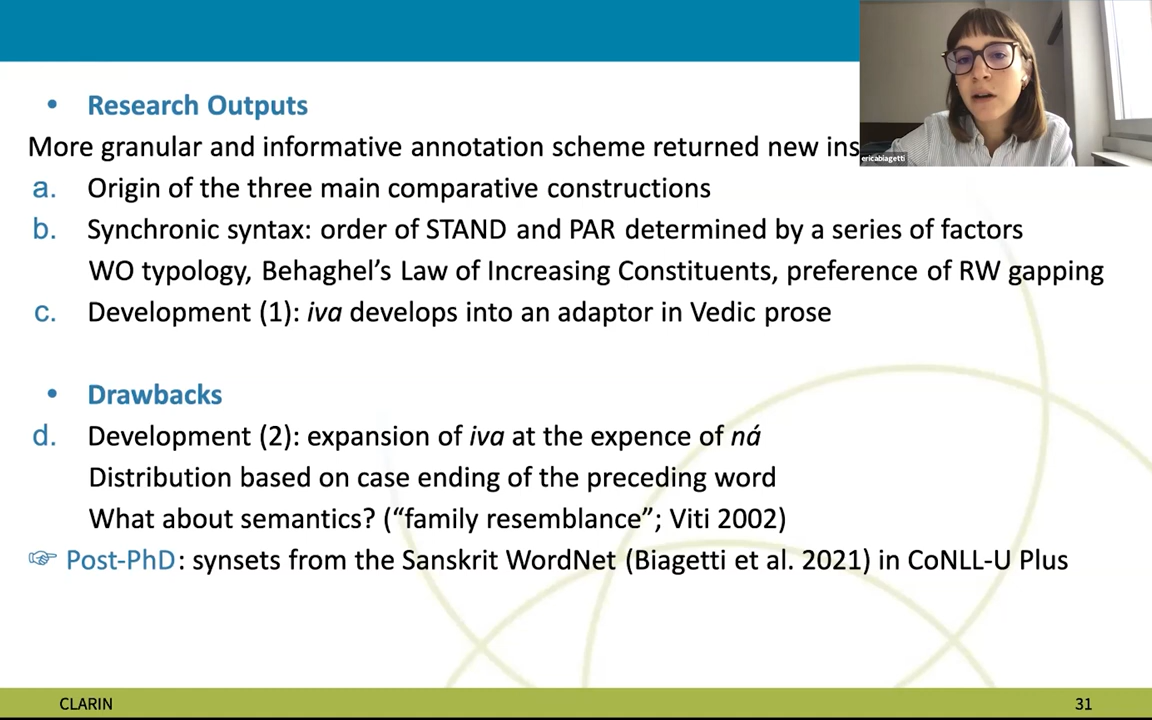 • Research Outputs
More granular and informative annotation scheme returned new ins
a. Origin of the three main comparative constructions
b. Synchronic syntax: order of STAND and PAR determined by a series of factors
WO typology, Behaghel’s Law of Increasing Constituents, preference of RW gapping
c. Development (1): iva develops into an adaptor in Vedic prose
• Drawbacks
d. Development (2): expansion of iva at the expence of ná
Distribution based on case ending of the preceding word
What about semantics? (“family resemblance”; Viti 2002)
☞ Post-PhD: synsets from the Sanskrit WordNet (Biagetti et al. 2021) in CoNLL-U Plus
ericabiagetti
CLARIN
31